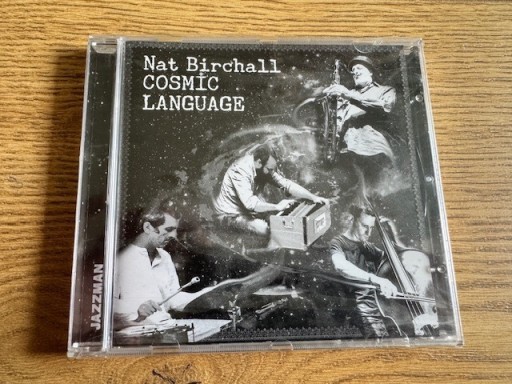 Nat Birchall
COSMIC
LANGUAGE
JAZZMAN